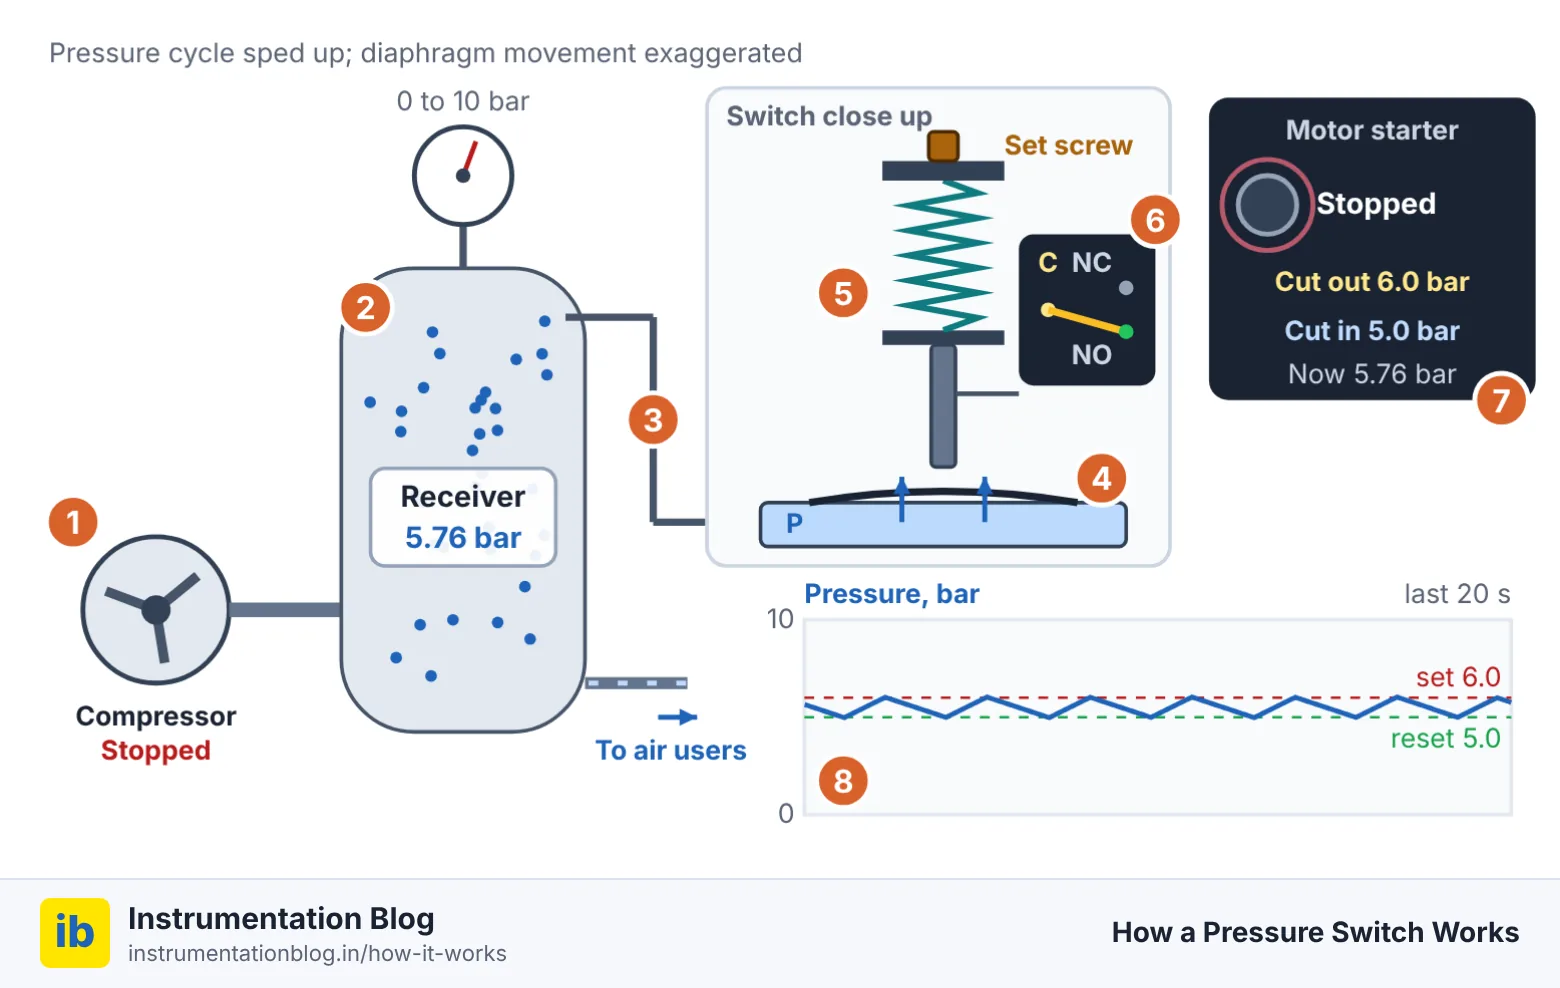 Pressure cycle sped up; diaphragm movement exaggerated
0 to 10 bar
Switch close up
Set screw
Motor starter
Stopped
Cut out 6.0 bar
Cut in 5.0 bar
Now 5.76 bar
7
6
C NC
NO
5
2
3
4
P
Receiver
5.76 bar
1
Compressor
Stopped
To air users
Pressure, bar
last 20 s
10
set 6.0
reset 5.0
8
0
ib
Instrumentation Blog
instrumentationblog.in/how-it-works
How a Pressure Switch Works